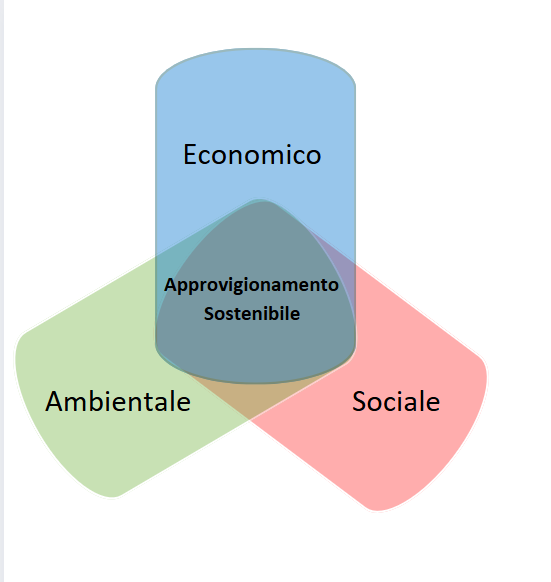 Economico
Approvigionamento
Sostenibile
Ambientale
Sociale